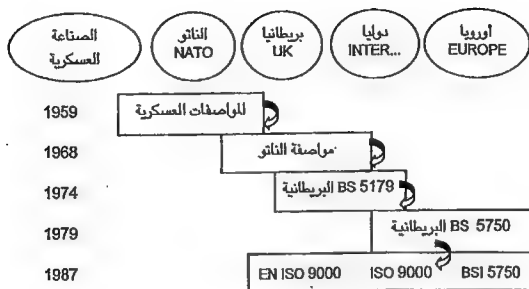 الصناعة العسكرية
الناتو NATO
بريطانيا UK
دوليا INTER...
أوروبا EUROPE
1959
للمواصفات العسكرية
1968
مواصفة الناتو
1974
BS 5179 البريطانية
1979
BS 5750 البريطانية
1987
EN ISO 9000 ISO 9000 BSI 5750